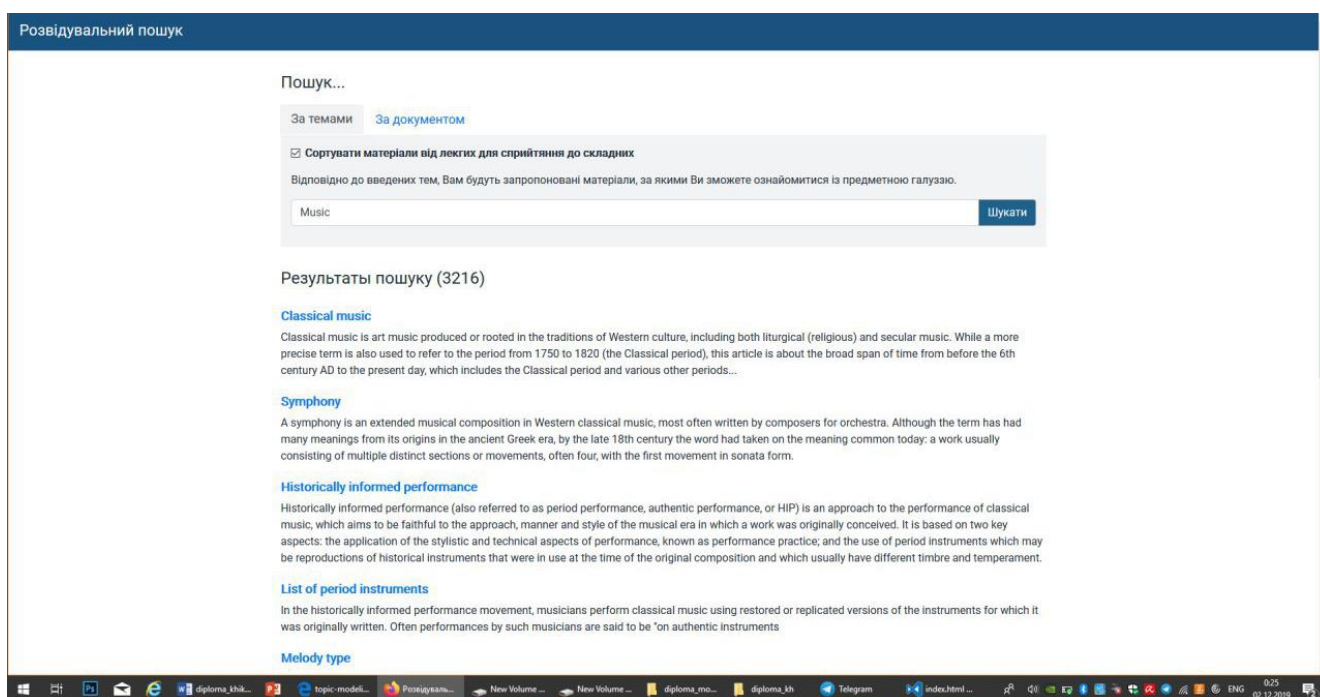 Розвідувальний пошук
Пошук...
За темами За документом
Сортувати матеріали від лекгих для сприйтяння до складних
Відповідно до введених тем, Вам будуть запропоновані матеріали, за якими Ви зможете ознайомитися із предметною галуззю.
Music Шукати
Результаты пошуку (3216)
Classical music
Classical music is art music produced or rooted in the traditions of Western culture, including both liturgical (religious) and secular music. While a more
precise term is also used to refer to the period from 1750 to 1820 (the Classical period), this article is about the broad span of time from before the 6th
century AD to the present day, which includes the Classical period and various other periods...
Symphony
A symphony is an extended musical composition in Western classical music, most often written by composers for orchestra. Although the term has had
many meanings from its origins in the ancient Greek era, by the late 18th century the word had taken on the meaning common today: a work usually
consisting of multiple distinct sections or movements, often four, with the first movement in sonata form.
Historically informed performance
Historically informed performance (also referred to as period performance, authentic performance, or HIP) is an approach to the performance of classical
music, which aims to be faithful to the approach, manner and style of the musical era in which a work was originally conceived. It is based on two key
aspects: the application of the stylistic and technical aspects of performance, known as performance practice; and the use of period instruments which may
be reproductions of historical instruments that were in use at the time of the original composition and which usually have different timbre and temperament.
List of period instruments
In the historically informed performance movement, musicians perform classical music using restored or replicated versions of the instruments for which it
was originally written. Often performances by such musicians are said to be "on authentic instruments
Melody type
diploma_khik... topic-modeli... Розвідуваль... New Volume ... New Volume ... diploma_mo... diploma_kh Telegram index.html ... ENG 0:25
02.12.2019